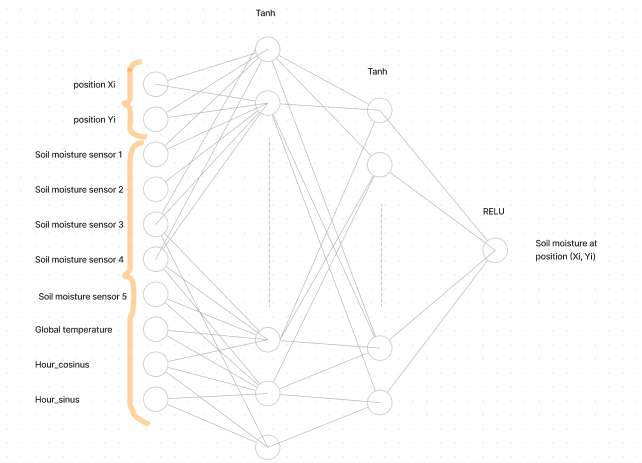 Tanh
Tanh
position Xi
position Yi
Soil moisture sensor 1
Soil moisture sensor 2
Soil moisture sensor 3
Soil moisture sensor 4
Soil moisture sensor 5
Global temperature
Hour_cosinus
Hour_sinus
RELU
Soil moisture at
position (Xi, Yi)